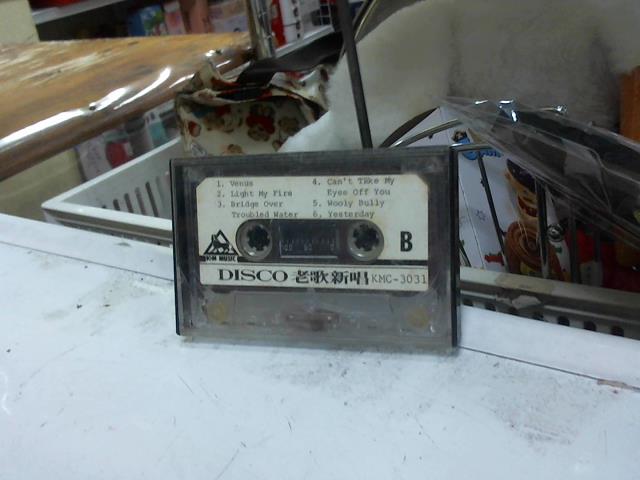 1. Venus
2. Light My Fire
3. Bridge Over
Troubled Water
4. Can't Take My
Eyes Off You
5. Wooly Bully
6. Yesterday
B
DISCO 老歌新唱 KMC-3031